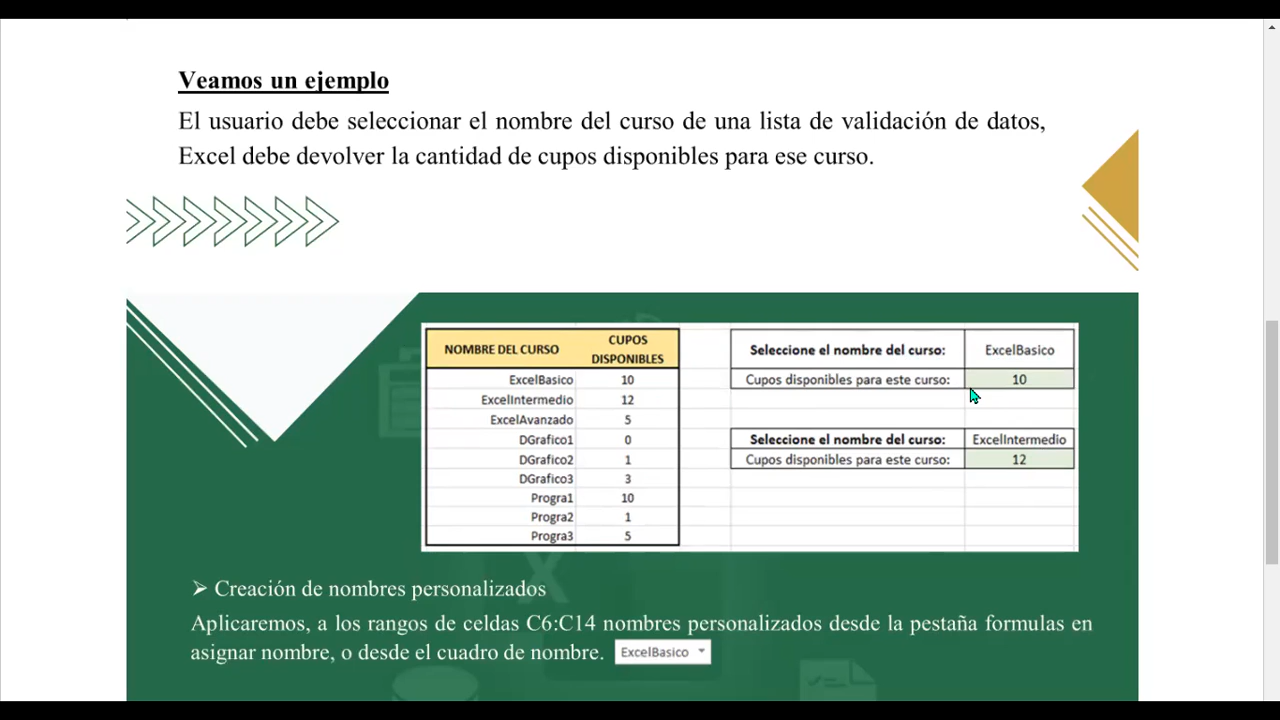 Veamos un ejemplo
El usuario debe seleccionar el nombre del curso de una lista de validación de datos,
Excel debe devolver la cantidad de cupos disponibles para ese curso.
NOMBRE DEL CURSO CUPOS DISPONIBLES
ExcelBasico 10
ExcelIntermedio 12
ExcelAvanzado 5
DGrafico1 0
DGrafico2 1
DGrafico3 3
Progra1 10
Progra2 1
Progra3 5
Seleccione el nombre del curso: ExcelBasico
Cupos disponibles para este curso: 10
Seleccione el nombre del curso: ExcelIntermedio
Cupos disponibles para este curso: 12
➢ Creación de nombres personalizados
Aplicaremos, a los rangos de celdas C6:C14 nombres personalizados desde la pestaña formulas en
asignar nombre, o desde el cuadro de nombre. ExcelBasico